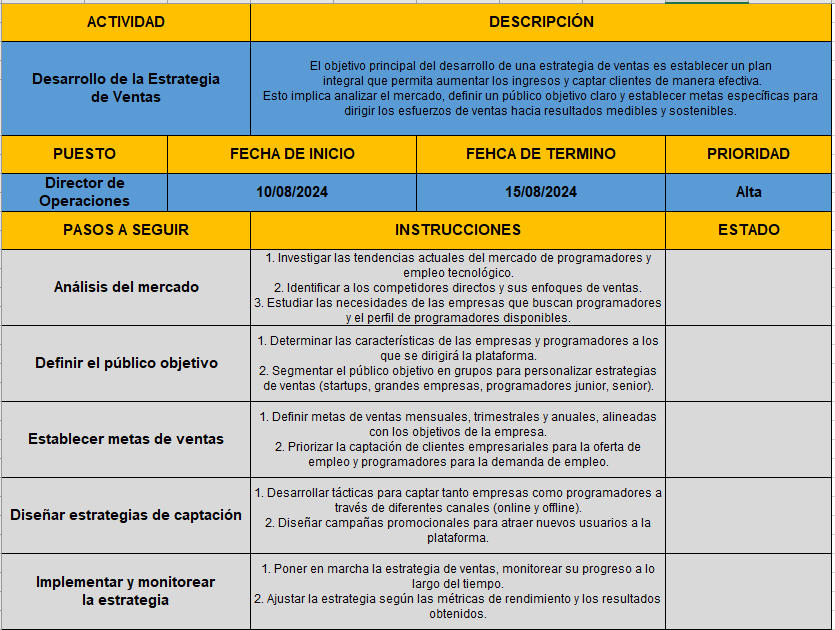 ACTIVIDAD
DESCRIPCIÓN
Desarrollo de la Estrategia
de Ventas
El objetivo principal del desarrollo de una estrategia de ventas es establecer un plan
integral que permita aumentar los ingresos y captar clientes de manera efectiva.
Esto implica analizar el mercado, definir un público objetivo claro y establecer metas específicas para
dirigir los esfuerzos de ventas hacia resultados medibles y sostenibles.
PUESTO
FECHA DE INICIO
FEHCA DE TERMINO
PRIORIDAD
Director de
Operaciones
10/08/2024
15/08/2024
Alta
PASOS A SEGUIR
INSTRUCCIONES
ESTADO
Análisis del mercado
1. Investigar las tendencias actuales del mercado de programadores y
empleo tecnológico.
2. Identificar a los competidores directos y sus enfoques de ventas.
3. Estudiar las necesidades de las empresas que buscan programadores
y el perfil de programadores disponibles.
Definir el público objetivo
1. Determinar las características de las empresas y programadores a los
que se dirigirá la plataforma.
2. Segmentar el público objetivo en grupos para personalizar estrategias
de ventas (startups, grandes empresas, programadores junior, senior).
Establecer metas de ventas
1. Definir metas de ventas mensuales, trimestrales y anuales, alineadas
con los objetivos de la empresa.
2. Priorizar la captación de clientes empresariales para la oferta de
empleo y programadores para la demanda de empleo.
Diseñar estrategias de captación
1. Desarrollar tácticas para captar tanto empresas como programadores a
través de diferentes canales (online y offline).
2. Diseñar campañas promocionales para atraer nuevos usuarios a la
plataforma.
Implementar y monitorear
la estrategia
1. Poner en marcha la estrategia de ventas, monitorear su progreso a lo
largo del tiempo.
2. Ajustar la estrategia según las métricas de rendimiento y los resultados
obtenidos.